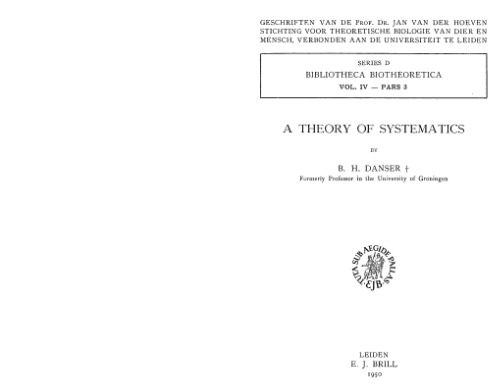 GESCHRIFTEN VAN DE PROF. DR. JAN VAN DER HOEVEN
STICHTING VOOR THEORETISCHE BIOLOGIE VAN DIER EN
MENSCH, VERBONDEN AAN DE UNIVERSITEIT TE LEIDEN
SERIES D
BIBLIOTHECA BIOTHEORETICA
VOL. IV — PARS 3
A THEORY OF SYSTEMATICS
BY
B. H. DANSER †
Formerly Professor in the University of Groningen
TUTA SUB AEGIDE PALLAS
·EJB·
LEIDEN
E. J. BRILL
1950